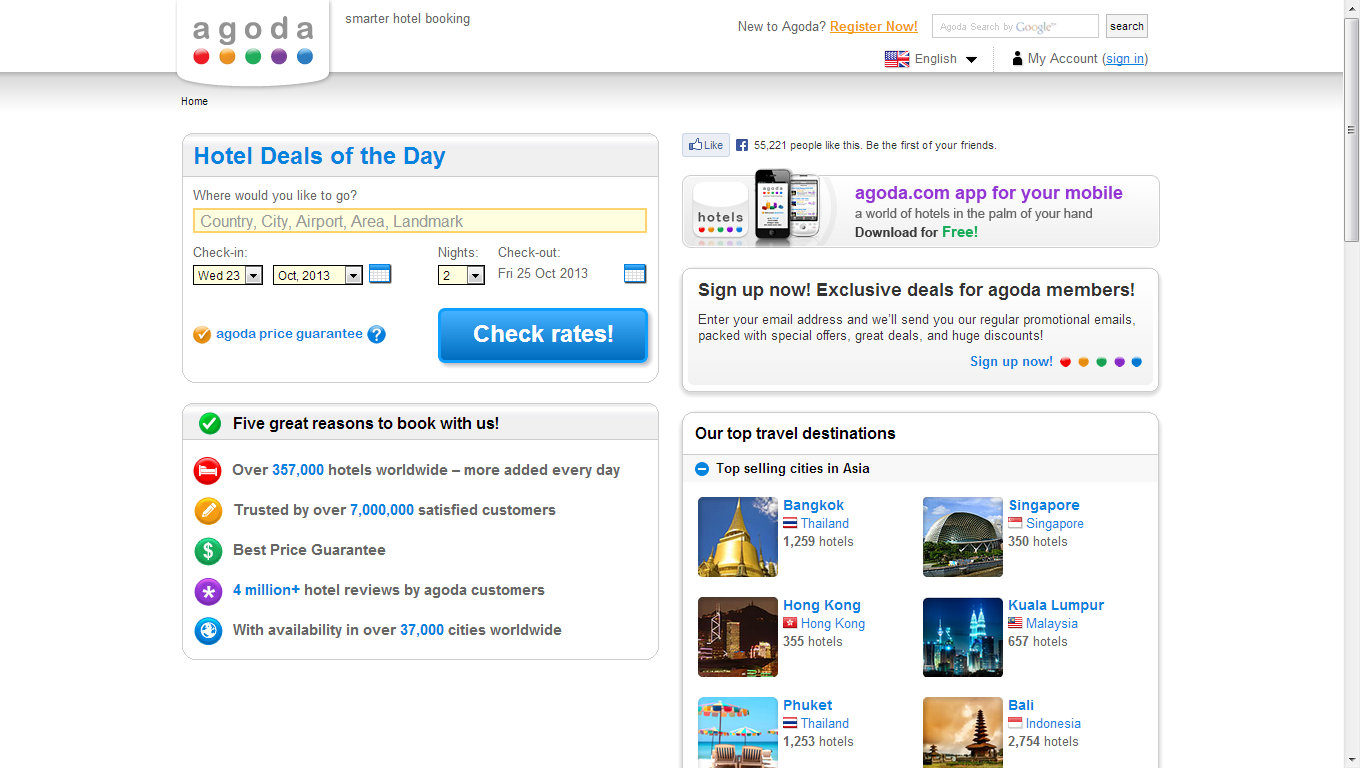 agoda
smarter hotel booking
New to Agoda? Register Now!
Agoda Search by Google™
search
English
My Account (sign in)
Home
Hotel Deals of the Day
Where would you like to go?
Country, City, Airport, Area, Landmark
Check-in:
Nights:
Check-out:
Wed 23
Oct, 2013
2
Fri 25 Oct 2013
agoda price guarantee ?
Check rates!
Five great reasons to book with us!
Over 357,000 hotels worldwide – more added every day
Trusted by over 7,000,000 satisfied customers
$ Best Price Guarantee
4 million+ hotel reviews by agoda customers
With availability in over 37,000 cities worldwide
Like
55,221 people like this. Be the first of your friends.
hotels
agoda
agoda.com app for your mobile
a world of hotels in the palm of your hand
Download for Free!
Sign up now! Exclusive deals for agoda members!
Enter your email address and we'll send you our regular promotional emails,
packed with special offers, great deals, and huge discounts!
Sign up now!
Our top travel destinations
Top selling cities in Asia
Bangkok
Thailand
1,259 hotels
Singapore
Singapore
350 hotels
Hong Kong
Hong Kong
355 hotels
Kuala Lumpur
Malaysia
657 hotels
Phuket
Thailand
1,253 hotels
Bali
Indonesia
2,754 hotels